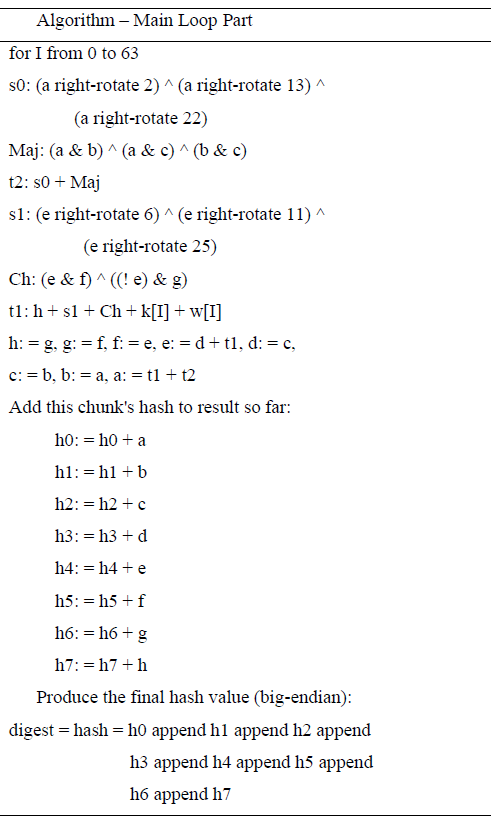 Algorithm – Main Loop Part
for I from 0 to 63
s0: (a right-rotate 2) ^ (a right-rotate 13) ^
(a right-rotate 22)
Maj: (a & b) ^ (a & c) ^ (b & c)
t2: s0 + Maj
s1: (e right-rotate 6) ^ (e right-rotate 11) ^
(e right-rotate 25)
Ch: (e & f) ^ ((! e) & g)
t1: h + s1 + Ch + k[I] + w[I]
h: = g, g: = f, f: = e, e: = d + t1, d: = c,
c: = b, b: = a, a: = t1 + t2
Add this chunk's hash to result so far:
h0: = h0 + a
h1: = h1 + b
h2: = h2 + c
h3: = h3 + d
h4: = h4 + e
h5: = h5 + f
h6: = h6 + g
h7: = h7 + h
Produce the final hash value (big-endian):
digest = hash = h0 append h1 append h2 append
h3 append h4 append h5 append
h6 append h7